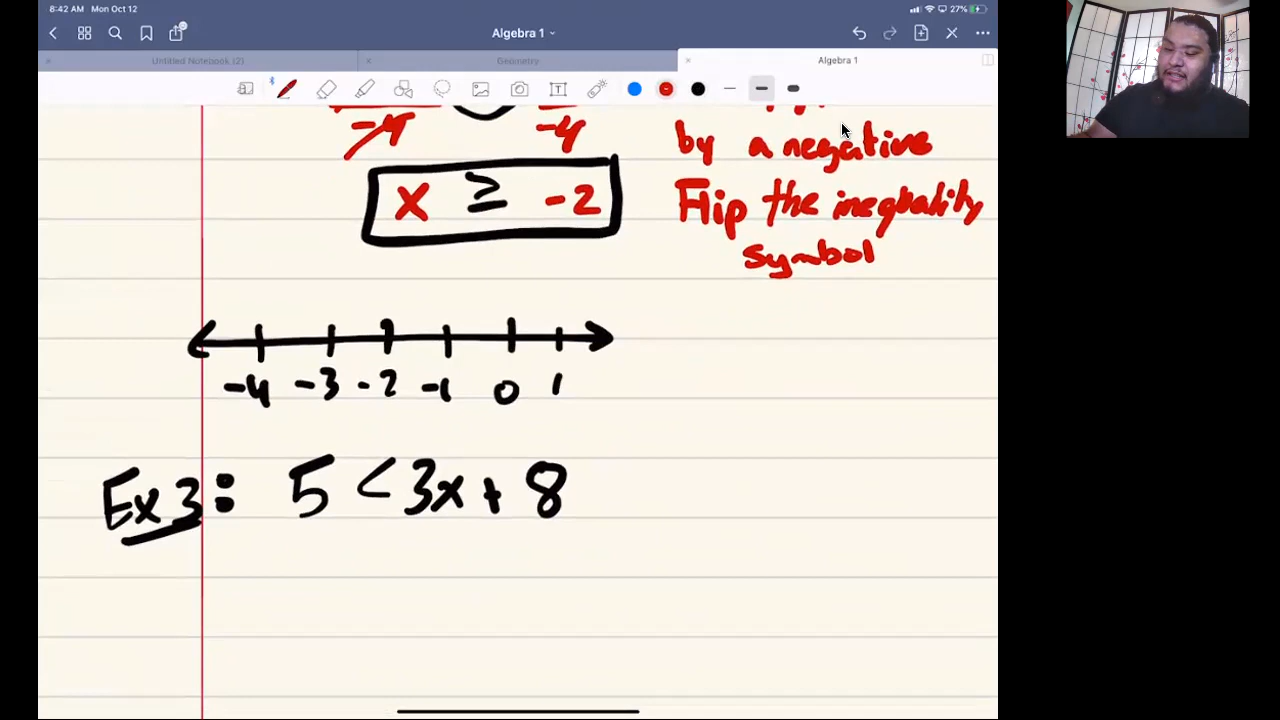 8:42 AM Mon Oct 12
27%
Algebra 1
Untitled Notebook (2)
Geometry
Algebra 1
T
-4 -4
by a negative
x ≥ -2
Flip the inequality
symbol
-4 -3 -2 -1 0 1
Ex 3: 5 < 3x + 8